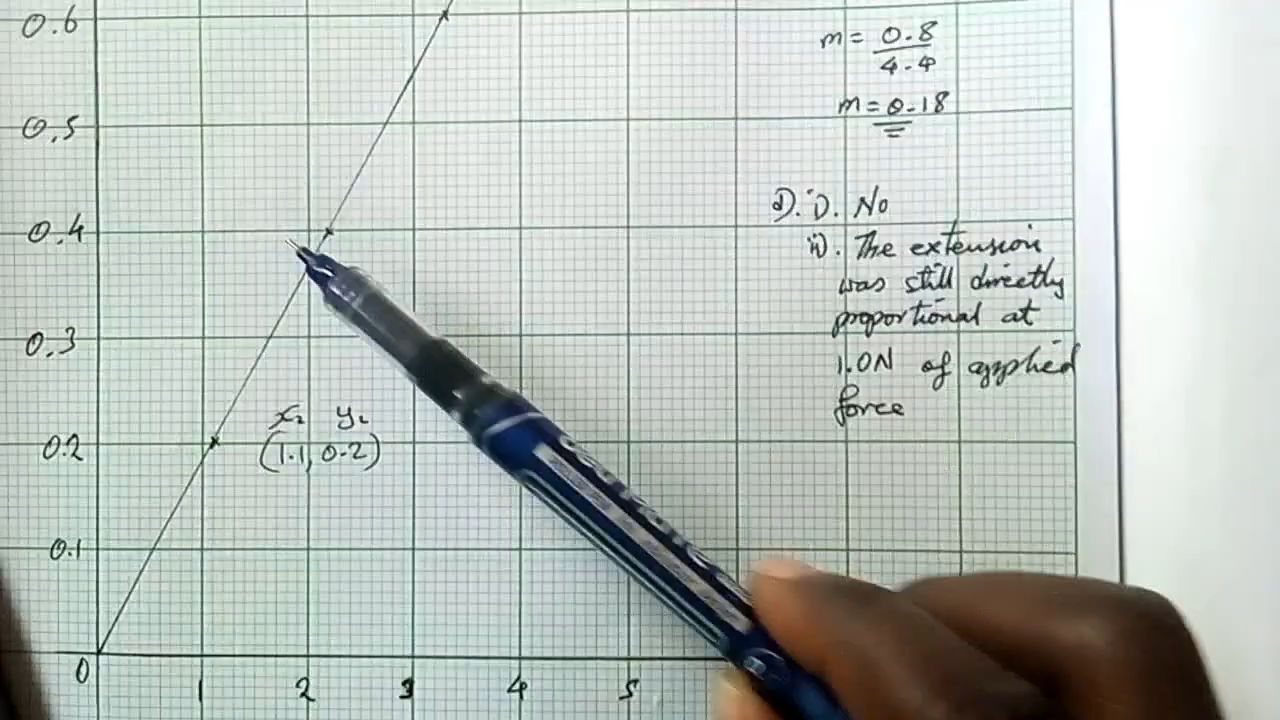 0.6
0.5
0.4
0.3
0.2
0.1
0
1 2 3 4 5
x₂ y₂
(1.1, 0.2)
m = 0.8
4.4
m = 0.18
D. i). No
ii). The extension
was still directly
proportional at
1.0N of applied
force